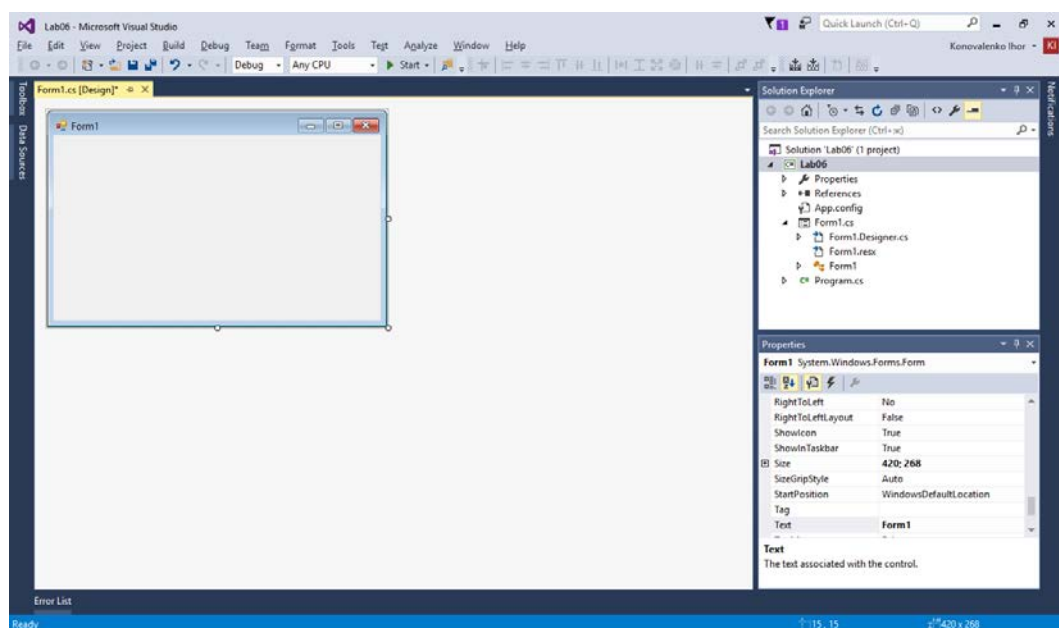 Lab06 - Microsoft Visual Studio
1
Quick Launch (Ctrl+Q)
File Edit View Project Build Debug Team Format Tools Test Analyze Window Help
Konovalenko Ihor
KI
Debug
Any CPU
Start
Toolbox
Data Sources
Form1.cs [Design]*
Form1
Solution Explorer
Search Solution Explorer (Ctrl+ж)
Solution 'Lab06' (1 project)
Lab06
Properties
References
App.config
Form1.cs
Form1.Designer.cs
Form1.resx
Form1
Program.cs
Notifications
Properties
Form1 System.Windows.Forms.Form
RightToLeft No
RightToLeftLayout False
ShowIcon True
ShowInTaskbar True
Size 420; 268
SizeGripStyle Auto
StartPosition WindowsDefaultLocation
Tag
Text Form1
Text
The text associated with the control.
Error List
Ready
15 , 15
420 x 268